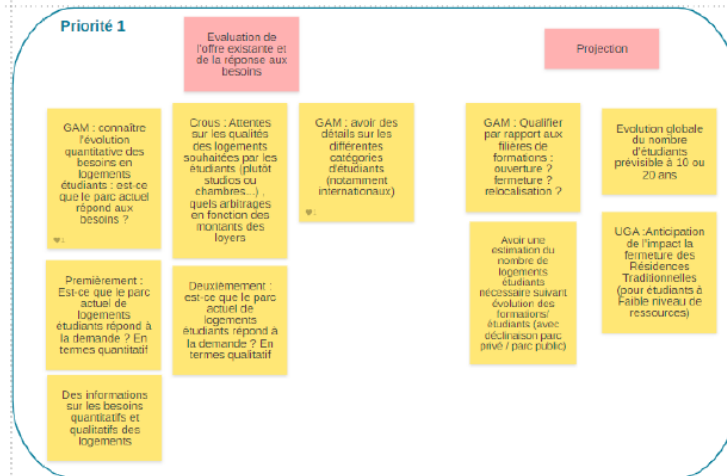 Priorité 1
Evaluation de
l'offre existante et
de la réponse aux
besoins
Projection
GAM : connaître
l'évolution
quantitative des
besoins en
logements
étudiants : est-ce
que le parc actuel
répond aux
besoins ?
Crous : Attentes
sur les qualités
des logements
souhaitées par les
étudiants (plutôt
studios ou
chambres...) ,
quels arbitrages
en fonction des
montants des
loyers
GAM : avoir des
détails sur les
différentes
catégories
d'étudiants
(notamment
internationaux)
GAM : Qualifier
par rapport aux
filières de
formations :
ouverture ?
fermeture ?
relocalisation ?
Evolution globale
du nombre
d'étudiants
prévisible à 10 ou
20 ans
Premièrement :
Est-ce que le parc
actuel de
logements
étudiants répond à
la demande ? En
termes quantitatif
Deuxièmement :
est-ce que le parc
actuel de
logements
étudiants répond à
la demande ? En
termes qualitatif
Avoir une
estimation du
nombre de
logements
étudiants
nécessaire suivant
évolution des
formations/
étudiants (avec
déclinaison parc
privé / parc public)
UGA :Anticipation
de l'impact la
fermeture des
Résidences
Traditionnelles
(pour étudiants à
Faible niveau de
ressources)
Des informations
sur les besoins
quantitatifs et
qualitatifs des
logements